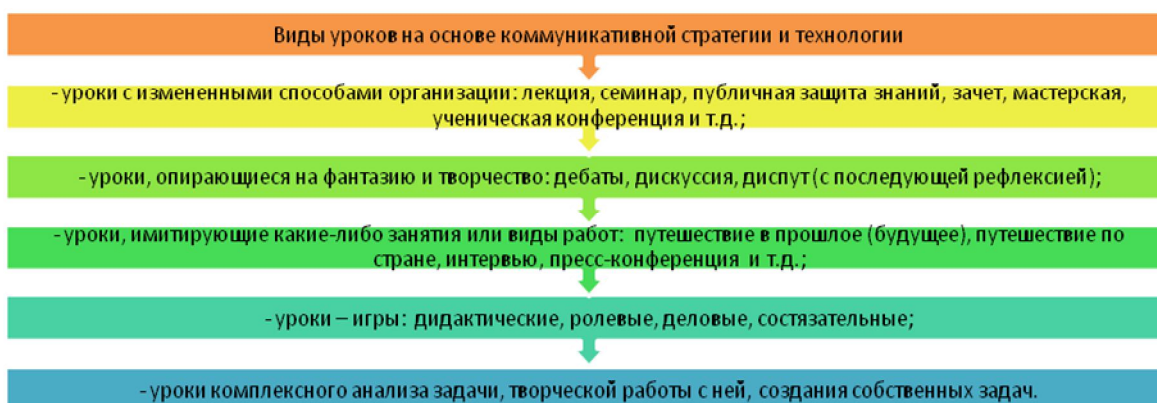 Виды уроков на основе коммуникативной стратегии и технологии
- уроки с измененными способами организации: лекция, семинар, публичная защита знаний, зачет, мастерская,
ученическая конференция и т.д.;
- уроки, опирающиеся на фантазию и творчество: дебаты, дискуссия, диспут (с последующей рефлексией);
- уроки, имитирующие какие-либо занятия или виды работ: путешествие в прошлое (будущее), путешествие по
стране, интервью, пресс-конференция и т.д.;
- уроки – игры: дидактические, ролевые, деловые, состязательные;
- уроки комплексного анализа задачи, творческой работы с ней, создания собственных задач.